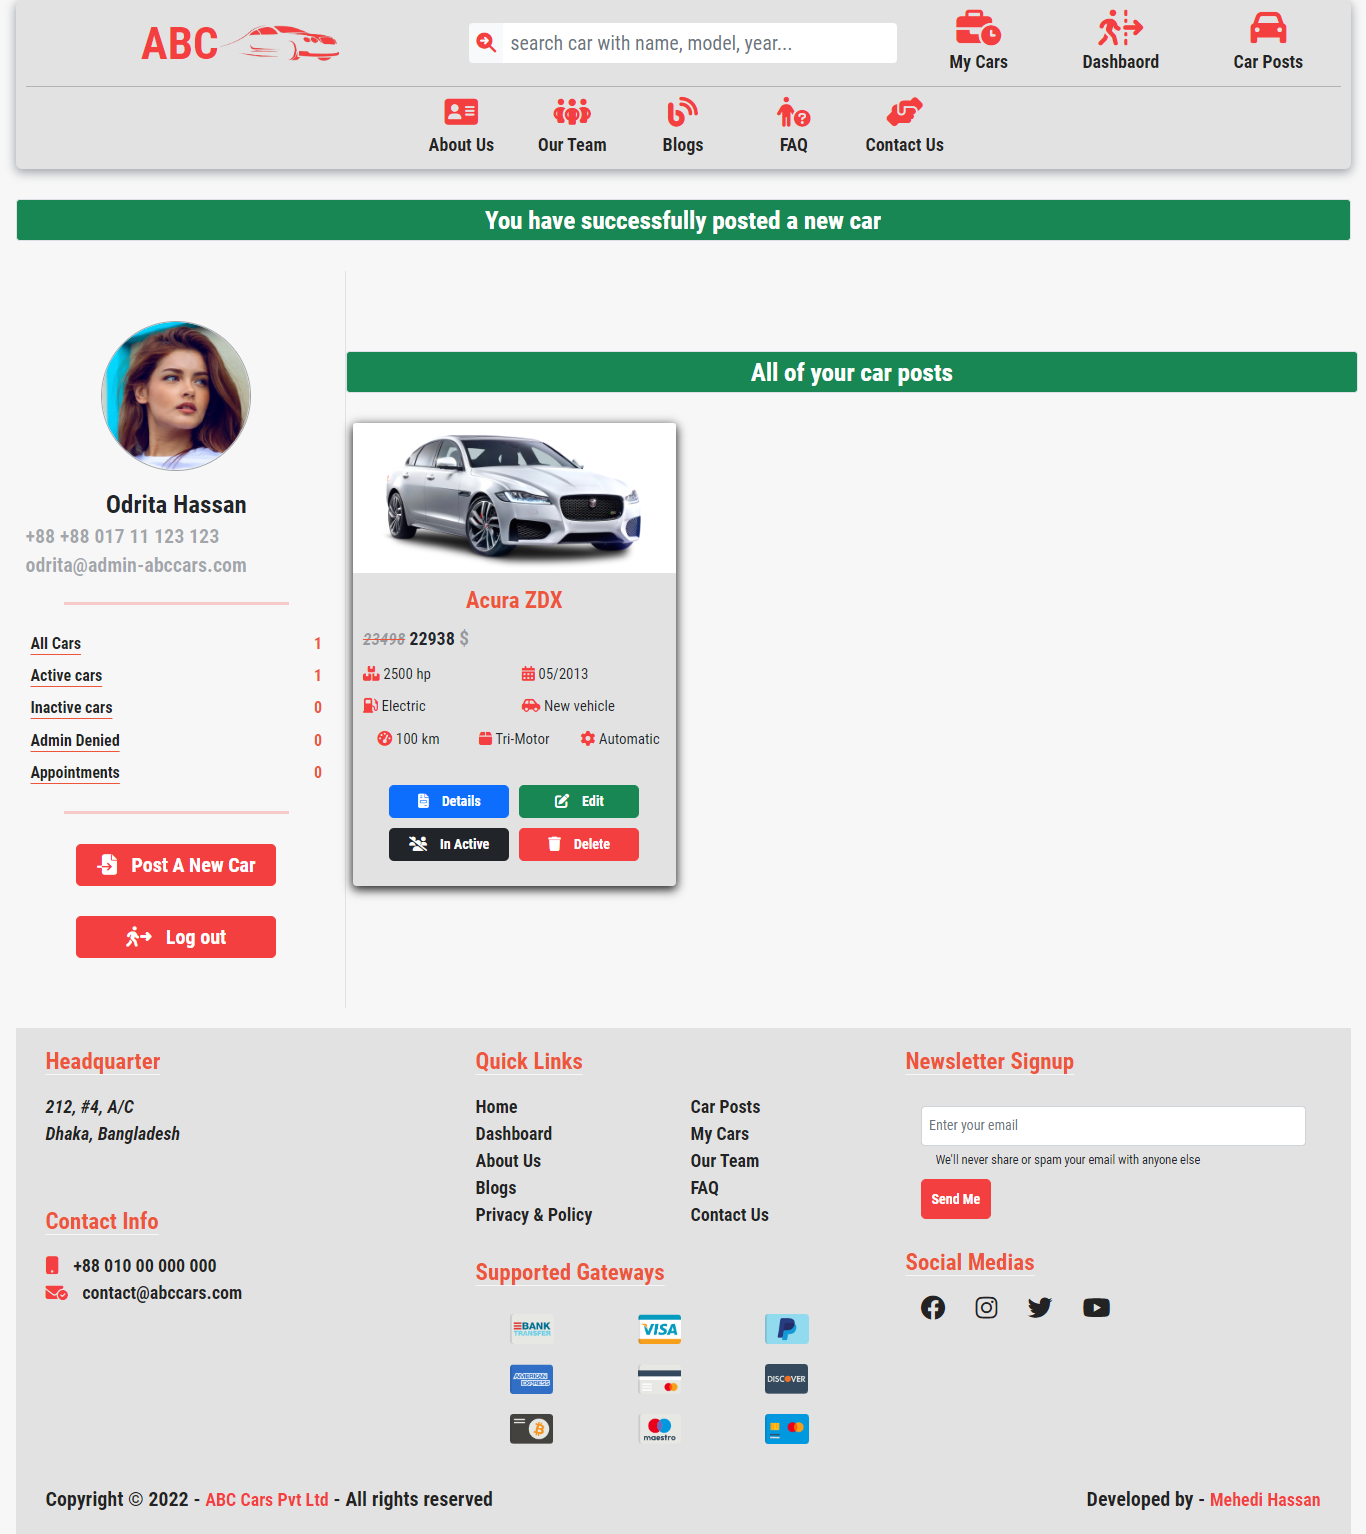 ABC
search car with name, model, year...
My Cars
Dashbaord
Car Posts
About Us
Our Team
Blogs
FAQ
Contact Us
You have successfully posted a new car
Odrita Hassan
+88 +88 017 11 123 123
odrita@admin-abccars.com
All Cars 1
Active cars 1
Inactive cars 0
Admin Denied 0
Appointments 0
Post A New Car
Log out
All of your car posts
Acura ZDX
23498 22938 $
2500 hp
05/2013
Electric
New vehicle
100 km
Tri-Motor
Automatic
Details
Edit
In Active
Delete
Headquarter
212, #4, A/C
Dhaka, Bangladesh
Contact Info
+88 010 00 000 000
contact@abccars.com
Quick Links
Home
Dashboard
About Us
Blogs
Privacy & Policy
Car Posts
My Cars
Our Team
FAQ
Contact Us
Supported Gateways
BANK
TRANSFER
VISA
AMERICAN
EXPRESS
DISCOVER
maestro
Newsletter Signup
Enter your email
We'll never share or spam your email with anyone else
Send Me
Social Medias
Copyright © 2022 - ABC Cars Pvt Ltd - All rights reserved
Developed by - Mehedi Hassan